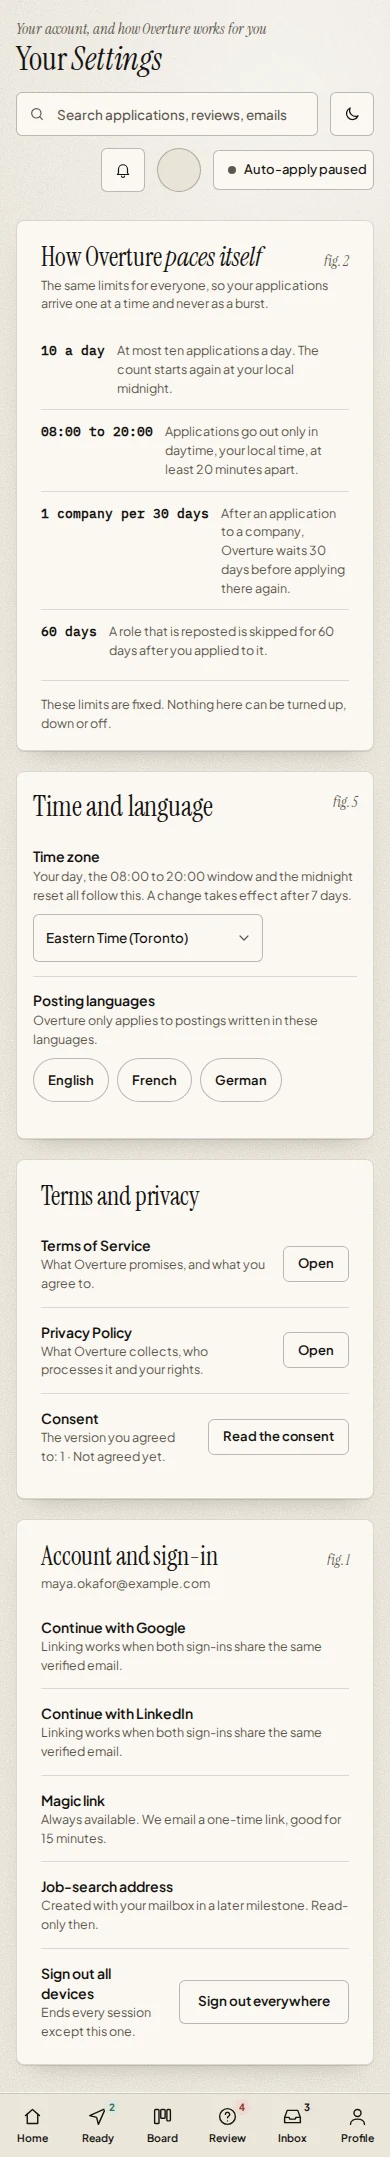 Your account, and how Overture works for you
Your Settings
Search applications, reviews, emails
Auto-apply paused
How Overture paces itself
fig. 2
The same limits for everyone, so your applications
arrive one at a time and never as a burst.
10 a day
At most ten applications a day. The
count starts again at your local
midnight.
08:00 to 20:00
Applications go out only in
daytime, your local time, at
least 20 minutes apart.
1 company per 30 days
After an application
to a company,
Overture waits 30
days before applying
there again.
60 days
A role that is reposted is skipped for 60
days after you applied to it.
These limits are fixed. Nothing here can be turned up,
down or off.
Time and language
fig. 5
Time zone
Your day, the 08:00 to 20:00 window and the midnight
reset all follow this. A change takes effect after 7 days.
Eastern Time (Toronto)
Posting languages
Overture only applies to postings written in these
languages.
English
French
German
Terms and privacy
Terms of Service
What Overture promises, and what you
agree to.
Open
Privacy Policy
What Overture collects, who
processes it and your rights.
Open
Consent
The version you agreed
to: 1 · Not agreed yet.
Read the consent
Account and sign-in
fig. 1
maya.okafor@example.com
Continue with Google
Linking works when both sign-ins share the same
verified email.
Continue with LinkedIn
Linking works when both sign-ins share the same
verified email.
Magic link
Always available. We email a one-time link, good for
15 minutes.
Job-search address
Created with your mailbox in a later milestone. Read-
only then.
Sign out all
devices
Ends every session
except this one.
Sign out everywhere
2
4
3
Home
Ready
Board
Review
Inbox
Profile